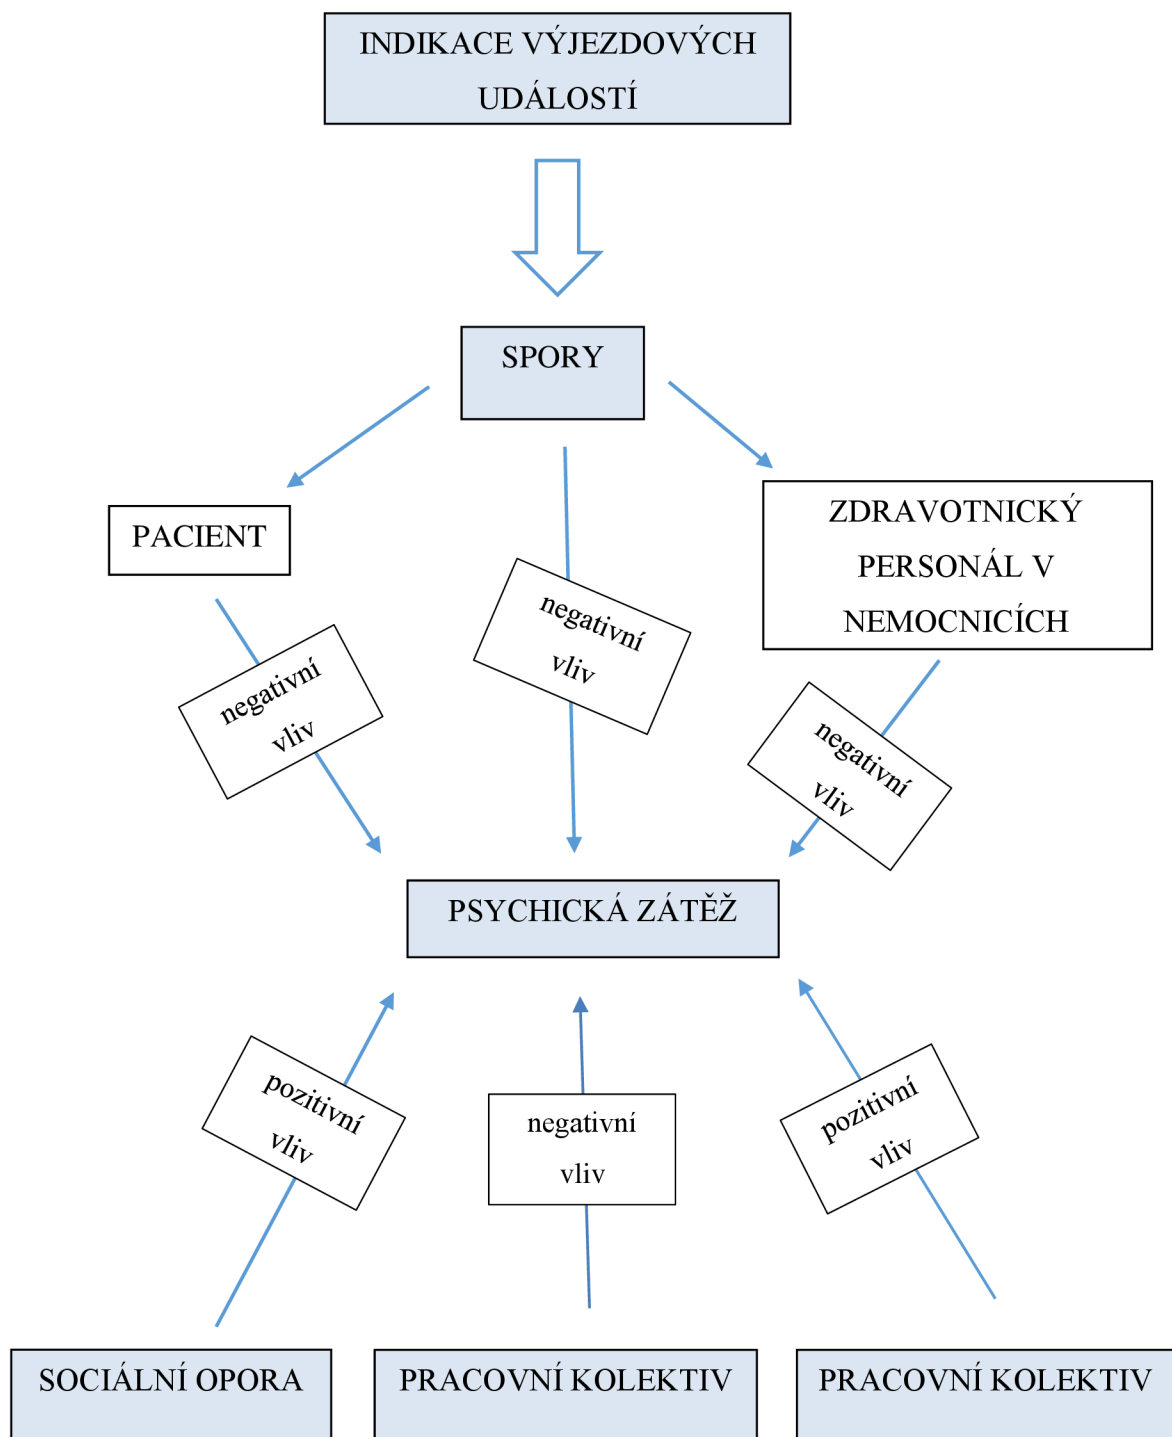 INDIKACE VÝJEZDOVÝCH
UDÁLOSTÍ
SPORY
PACIENT
ZDRAVOTNICKÝ
PERSONÁL V
NEMOCNICÍCH
negativní
vliv
negativní
vliv
negativní
vliv
PSYCHICKÁ ZÁTĚŽ
pozitivní
vliv
negativní
vliv
pozitivní
vliv
SOCIÁLNÍ OPORA
PRACOVNÍ KOLEKTIV
PRACOVNÍ KOLEKTIV